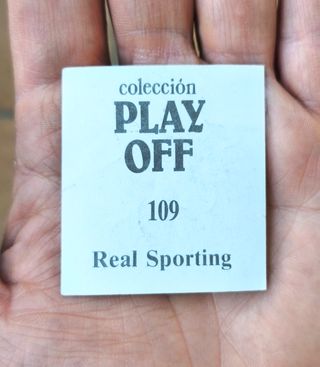 colección
PLAY
OFF
109
Real Sporting